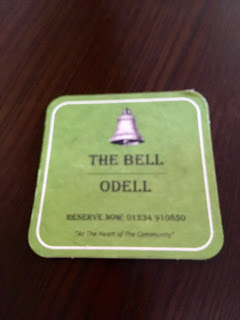 THE BELL
ODELL
RESERVE NOW: 01234 910850
"At The Heart of The Community"